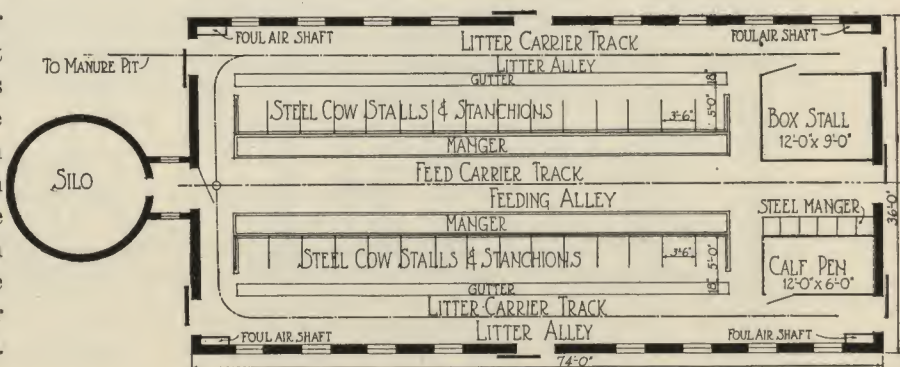 FOUL AIR SHAFT
LITTER CARRIER TRACK
FOUL AIR SHAFT
TO MANURE PIT
LITTER ALLEY
GUTTER
18"
STEEL COW STALLS & STANCHIONS
3'-6"
5'-0"
BOX STALL
12'-0" x 9'-0"
MANGER
SILO
FEED CARRIER TRACK
FEEDING ALLEY
STEEL MANGER
MANGER
36'-0"
STEEL COW STALLS & STANCHIONS
3'-6"
5'-0"
CALF PEN
12'-0" x 6'-0"
GUTTER
18"
LITTER CARRIER TRACK
LITTER ALLEY
FOUL AIR SHAFT
FOUL AIR SHAFT
74'-0"